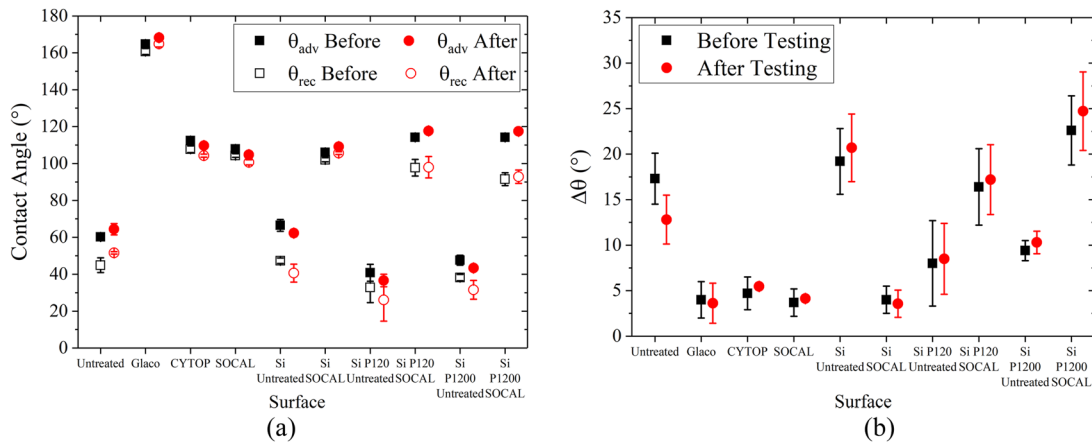 180
160
140
120
100
80
60
40
20
0
Contact Angle (°)
θadv Before
θadv After
θrec Before
θrec After
Untreated
Glaco
CYTOP
SOCAL
Si
Untreated
Si
SOCAL
Si P120
Untreated
Si P120
SOCAL
Si
P1200
Untreated
Si
P1200
SOCAL
Surface
(a)
35
30
25
20
15
10
5
0
Δθ (°)
Before Testing
After Testing
Untreated
Glaco
CYTOP
SOCAL
Si
Untreated
Si
SOCAL
Si P120
Untreated
Si P120
SOCAL
Si
P1200
Untreated
Si
P1200
SOCAL
Surface
(b)